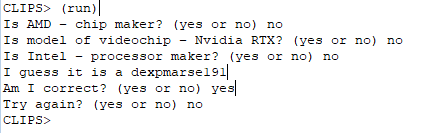 CLIPS> (run)
Is AMD - chip maker? (yes or no) no
Is model of videochip - Nvidia RTX? (yes or no) no
Is Intel - processor maker? (yes or no) no
I guess it is a dexpmarsel91
Am I correct? (yes or no) yes
Try again? (yes or no) no
CLIPS>